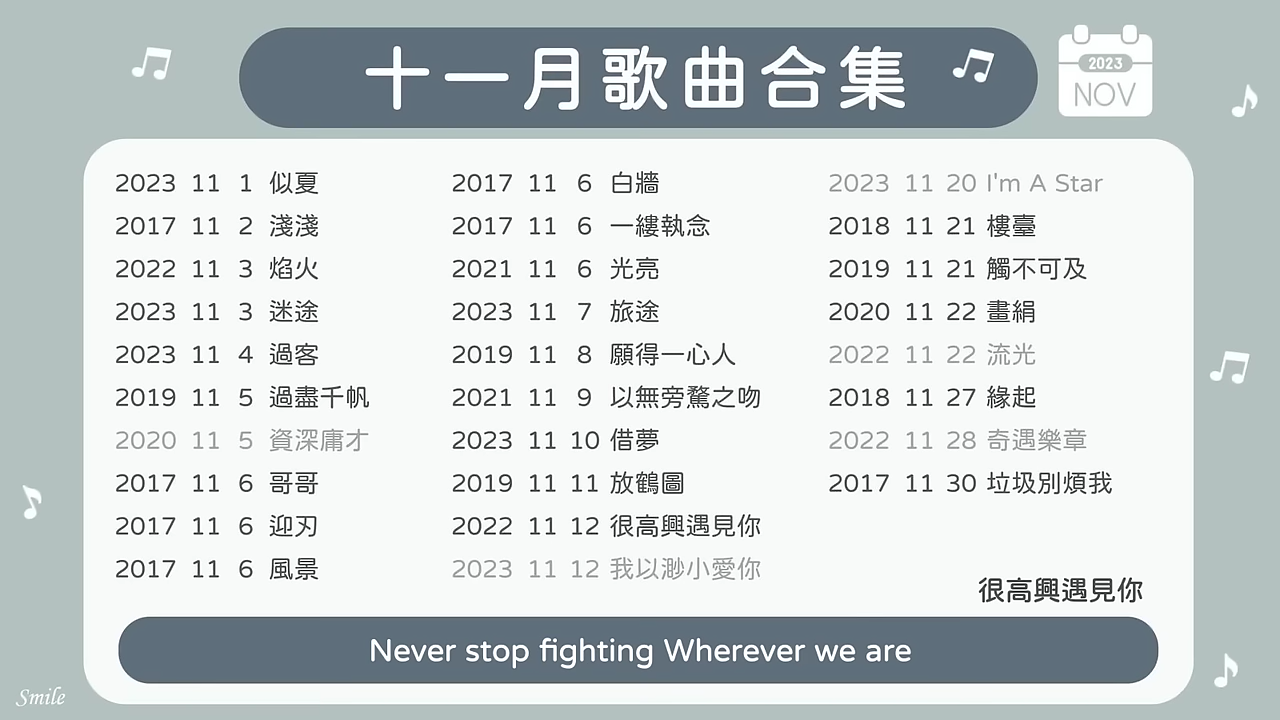 十一月歌曲合集
2023
NOV
2023 11 1 似夏
2017 11 2 淺淺
2022 11 3 焰火
2023 11 3 迷途
2023 11 4 過客
2019 11 5 過盡千帆
2020 11 5 資深庸才
2017 11 6 哥哥
2017 11 6 迎刃
2017 11 6 風景
2017 11 6 白牆
2017 11 6 一縷執念
2021 11 6 光亮
2023 11 7 旅途
2019 11 8 願得一心人
2021 11 9 以無旁騖之吻
2023 11 10 借夢
2019 11 11 放鶴圖
2022 11 12 很高興遇見你
2023 11 12 我以渺小愛你
2023 11 20 I'm A Star
2018 11 21 樓臺
2019 11 21 觸不可及
2020 11 22 畫絹
2022 11 22 流光
2018 11 27 緣起
2022 11 28 奇遇樂章
2017 11 30 垃圾別煩我
很高興遇見你
Never stop fighting Wherever we are
Smile